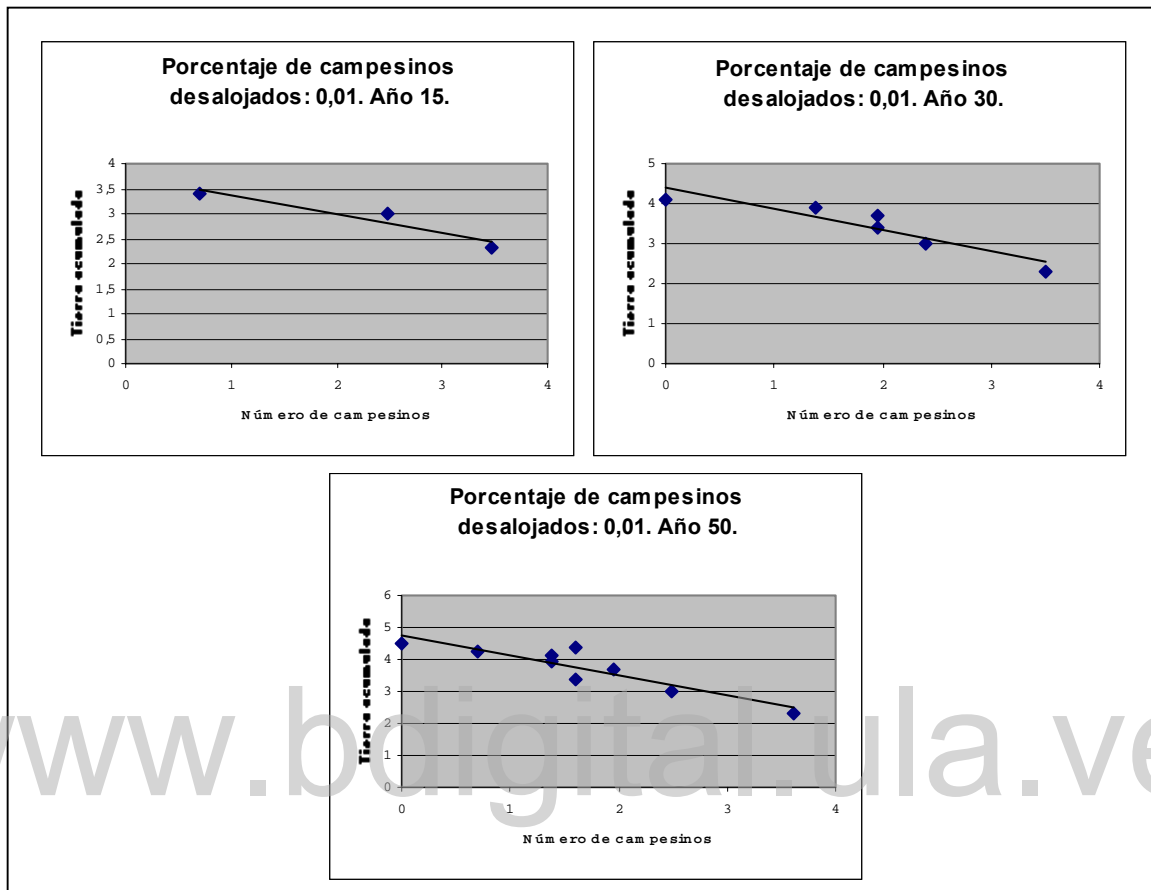 Porcentaje de campesinos
desalojados: 0,01. Año 15.
4
3,5
3
2,5
2
1,5
1
0,5
0
0 1 2 3 4
Tierra acumulada
Número de campesinos
Porcentaje de campesinos
desalojados: 0,01. Año 30.
5
4
3
2
1
0
0 1 2 3 4
Tierra acumulada
Número de campesinos
Porcentaje de campesinos
desalojados: 0,01. Año 50.
6
5
4
3
2
1
0
0 1 2 3 4
Tierra acumulada
Número de campesinos
www.bdigital.ula.ve